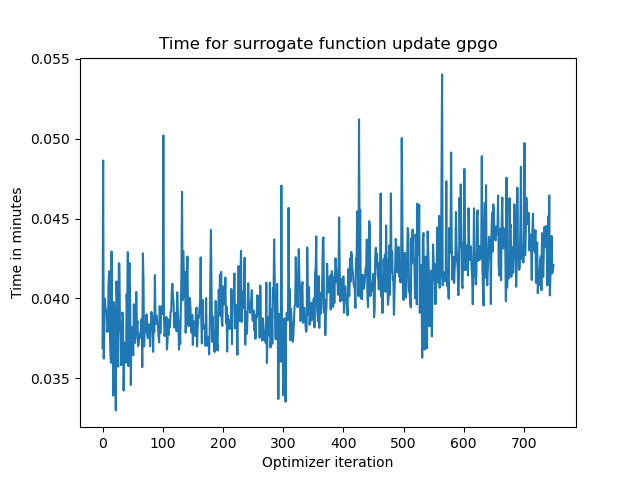 Time for surrogate function update gpgo
0.055
0.050
0.045
0.040
0.035
Time in minutes
0 100 200 300 400 500 600 700
Optimizer iteration